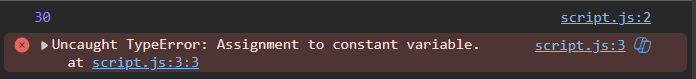 30 script.js:2
Uncaught TypeError: Assignment to constant variable. script.js:3
at script.js:3:3